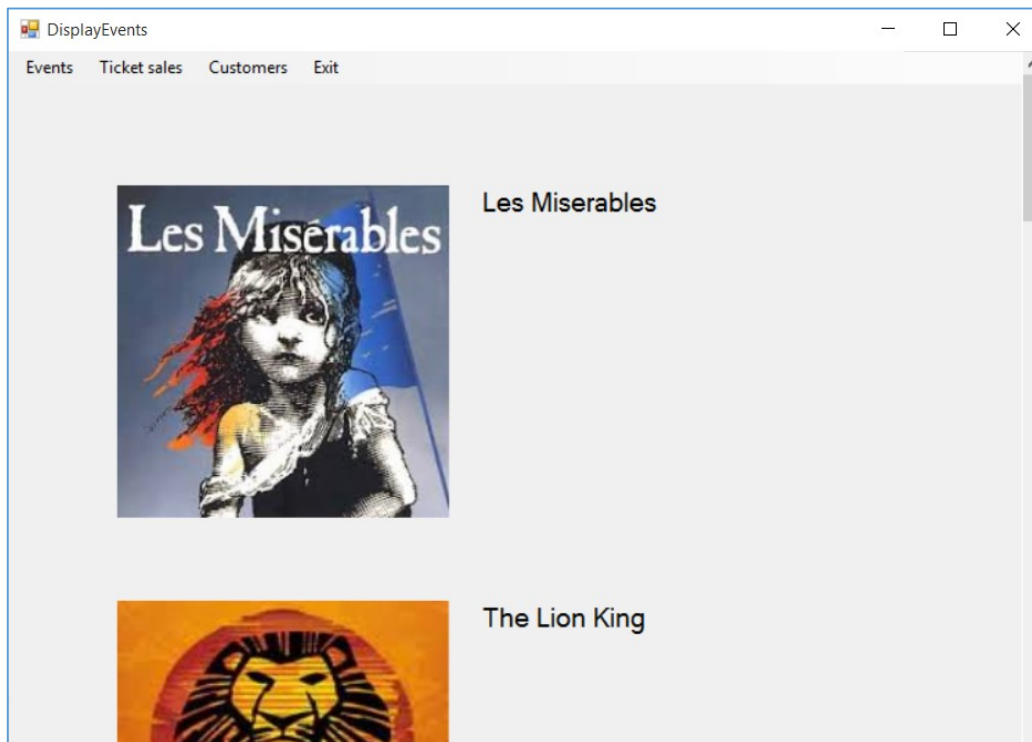 DisplayEvents
Events Ticket sales Customers Exit
Les Misérables
Les Miserables
The Lion King